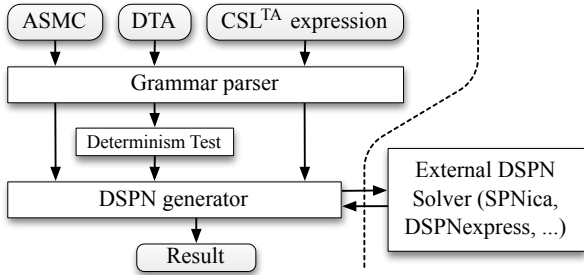 ASMC
DTA
CSL^TA expression
Grammar parser
Determinism Test
DSPN generator
Result
External DSPN
Solver (SPNica,
DSPNexpress, ...)